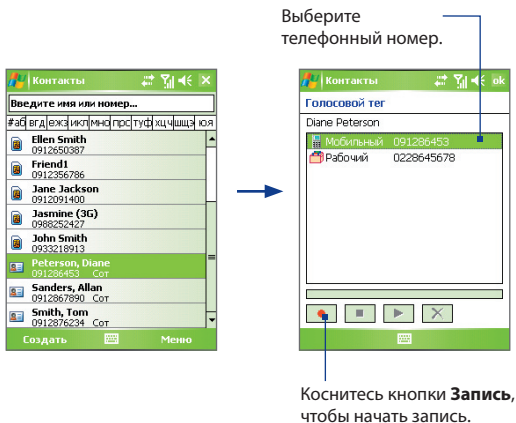 Выберите
телефонный номер.
Контакты
Введите имя или номер...
#аб вгд ежз икл мно прс туф хцч шщэ юя
Ellen Smith
0912650387
Friend1
0912356786
Jane Jackson
0912091400
Jasmine (3G)
0988252427
John Smith
0933218913
Peterson, Diane
091286453 Сот
Sanders, Allan
0912867890 Сот
Smith, Tom
0912876234 Сот
Создать Меню
Контакты ok
Голосовой тег
Diane Peterson
Мобильный 091286453
Рабочий 0228645678
Коснитесь кнопки Запись,
чтобы начать запись.